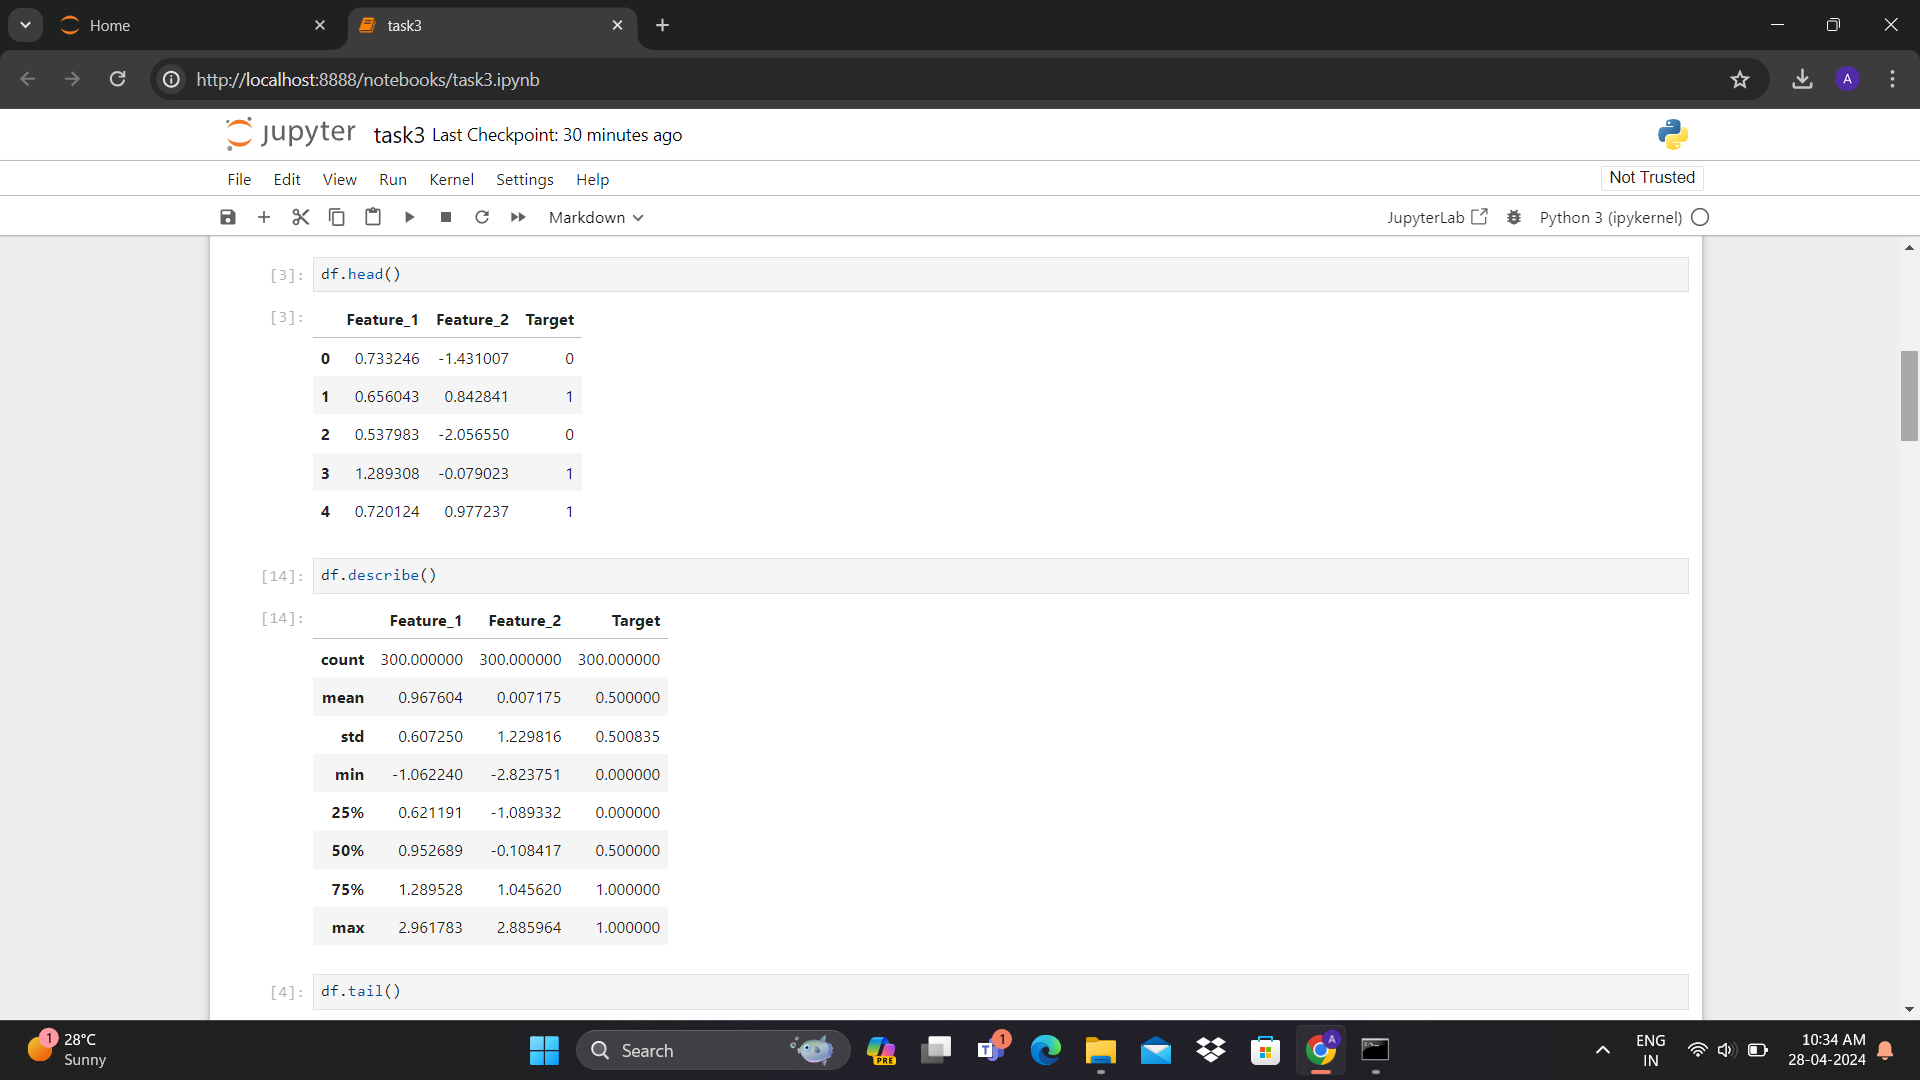 Home
task3
http://localhost:8888/notebooks/task3.ipynb
A
jupyter task3 Last Checkpoint: 30 minutes ago
File Edit View Run Kernel Settings Help
Not Trusted
Markdown
JupyterLab
Python 3 (ipykernel)
[3]: df.head()
[3]: Feature_1 Feature_2 Target
0 0.733246 -1.431007 0
1 0.656043 0.842841 1
2 0.537983 -2.056550 0
3 1.289308 -0.079023 1
4 0.720124 0.977237 1
[14]: df.describe()
[14]: Feature_1 Feature_2 Target
count 300.000000 300.000000 300.000000
mean 0.967604 0.007175 0.500000
std 0.607250 1.229816 0.500835
min -1.062240 -2.823751 0.000000
25% 0.621191 -1.089332 0.000000
50% 0.952689 -0.108417 0.500000
75% 1.289528 1.045620 1.000000
max 2.961783 2.885964 1.000000
[4]: df.tail()
1
28°C
Sunny
Search
PRE
T
1
A
ENG
IN
10:34 AM
28-04-2024